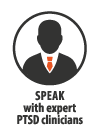 SPEAK
with expert
PTSD clinicians